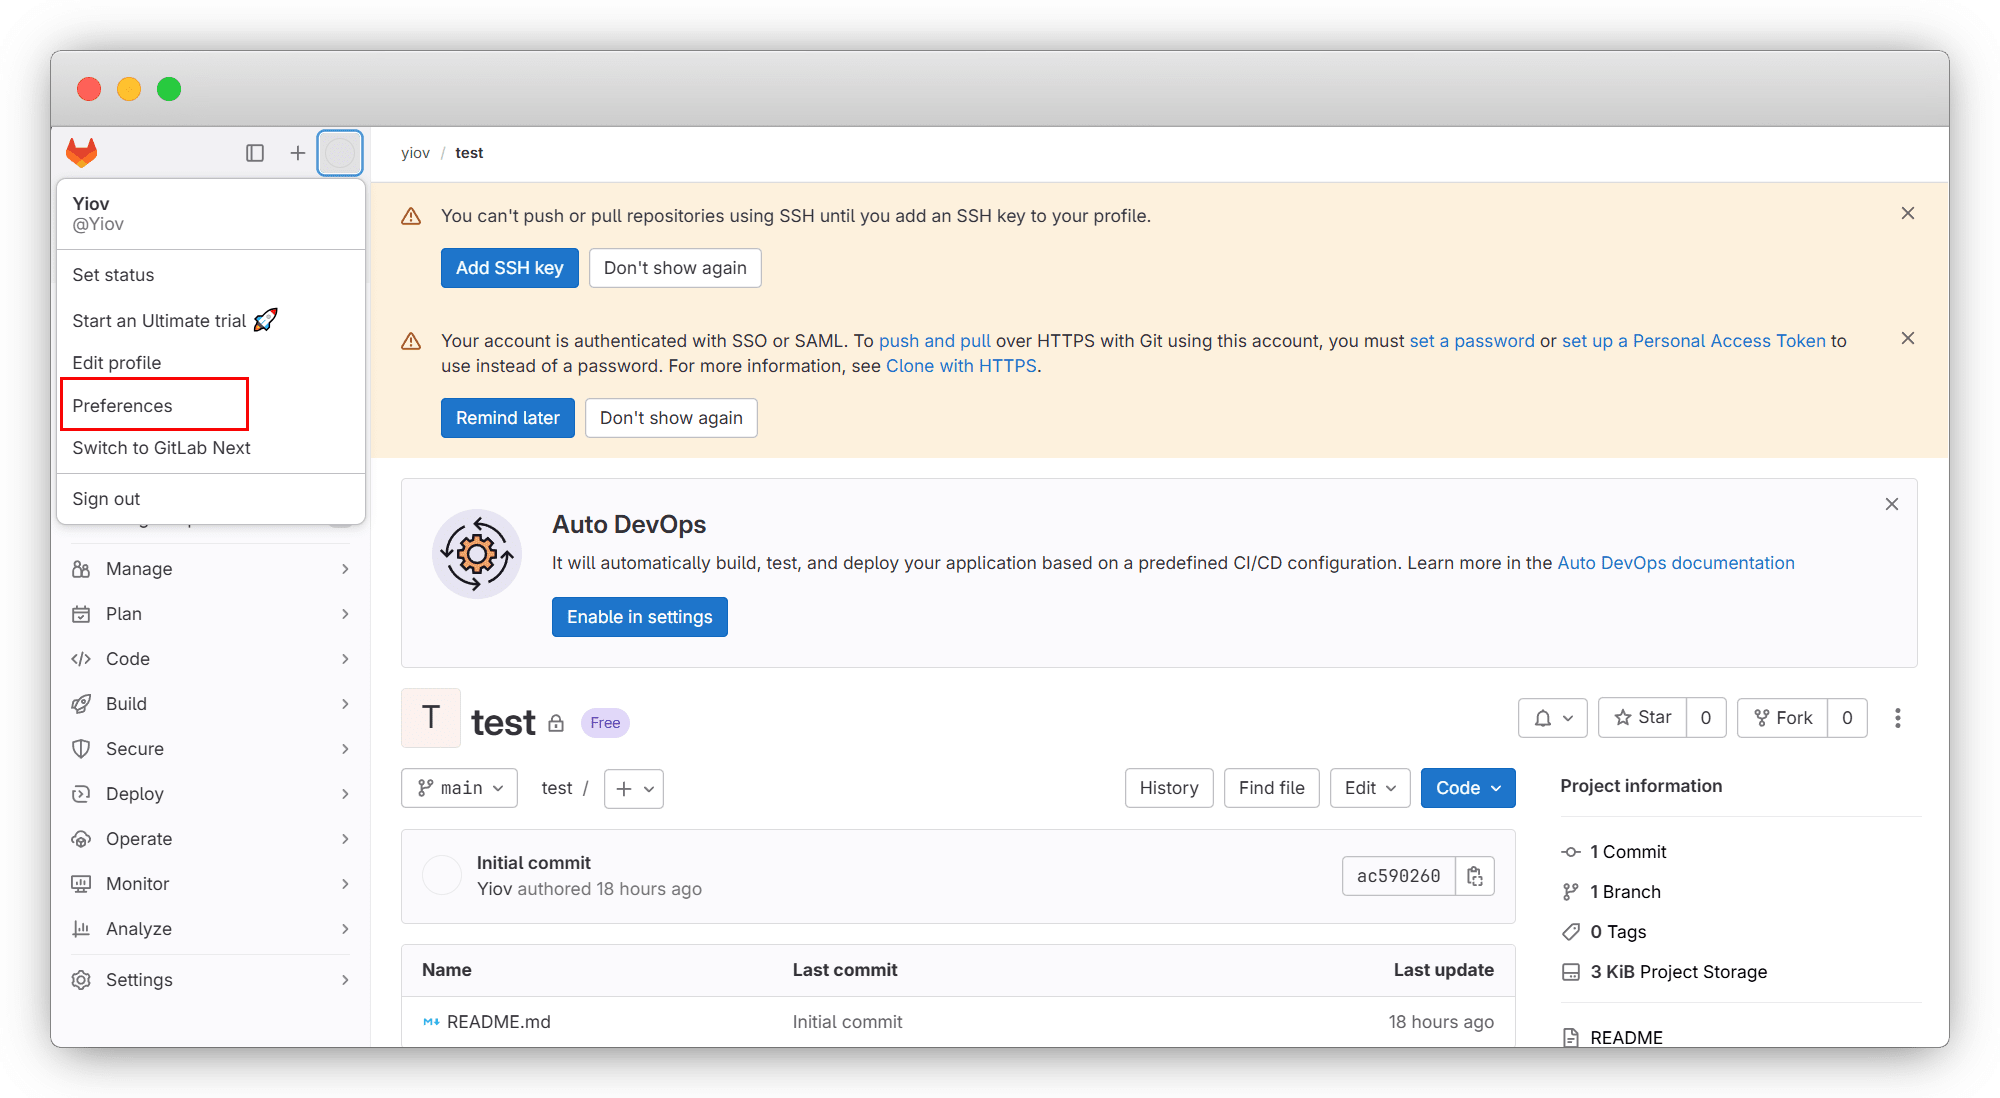 yiov / test
Yiov
@Yiov
Set status
Start an Ultimate trial 🚀
Edit profile
Preferences
Switch to GitLab Next
Sign out
Manage
Plan
Code
Build
Secure
Deploy
Operate
Monitor
Analyze
Settings
You can't push or pull repositories using SSH until you add an SSH key to your profile.
Add SSH key Don't show again
Your account is authenticated with SSO or SAML. To push and pull over HTTPS with Git using this account, you must set a password or set up a Personal Access Token to
use instead of a password. For more information, see Clone with HTTPS.
Remind later Don't show again
Auto DevOps
It will automatically build, test, and deploy your application based on a predefined CI/CD configuration. Learn more in the Auto DevOps documentation
Enable in settings
T test Free
Star 0 Fork 0
main test / +
History Find file Edit Code
Initial commit
Yiov authored 18 hours ago
ac590260
Name Last commit Last update
README.md Initial commit 18 hours ago
Project information
1 Commit
1 Branch
0 Tags
3 KiB Project Storage
README